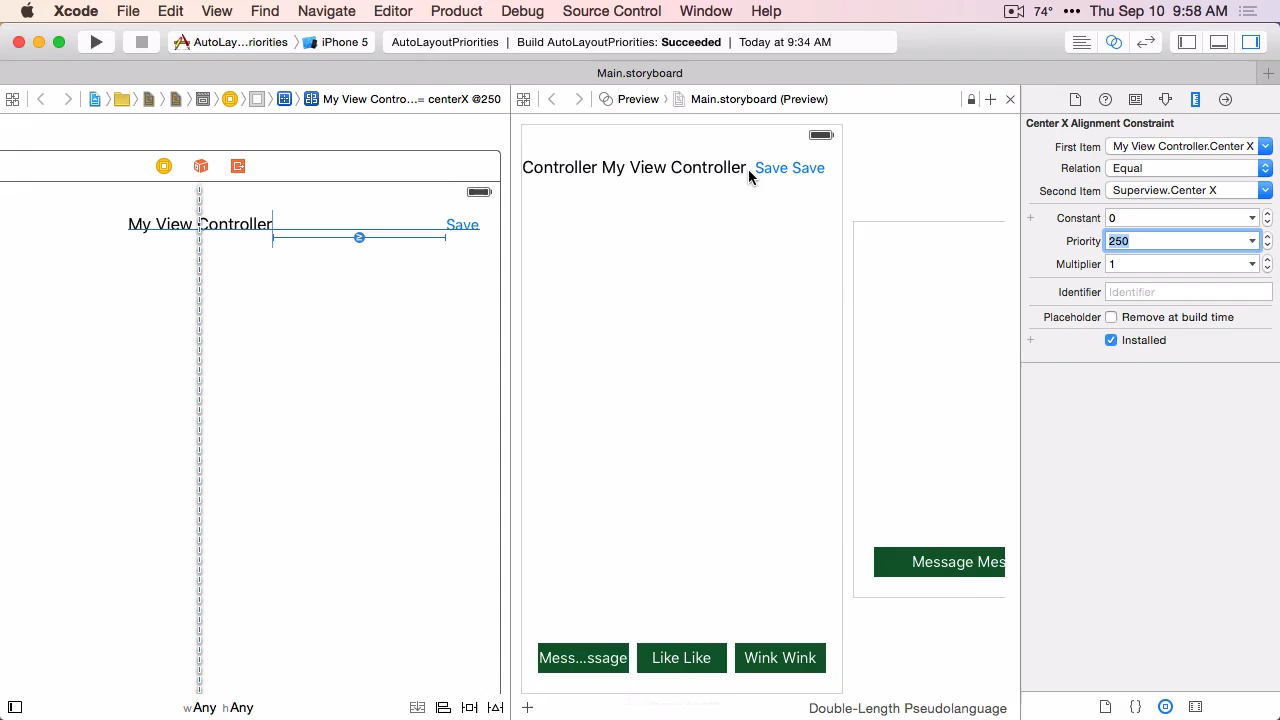 Xcode File Edit View Find Navigate Editor Product Debug Source Control Window Help 74° Thu Sep 10 9:58 AM
AutoLay...riorities iPhone 5 AutoLayoutPriorities | Build AutoLayoutPriorities: Succeeded | Today at 9:34 AM
Main.storyboard
My View Contro...= centerX @250 Preview Main.storyboard (Preview)
Center X Alignment Constraint
First Item My View Controller.Center X
Relation Equal
Second Item Superview.Center X
Constant 0
Priority 250
Multiplier 1
Identifier Identifier
Placeholder Remove at build time
Installed
My View Controller Save
Controller My View Controller Save Save
Message Mes
Mess...ssage Like Like Wink Wink
wAny hAny
Double-Length Pseudolanguage